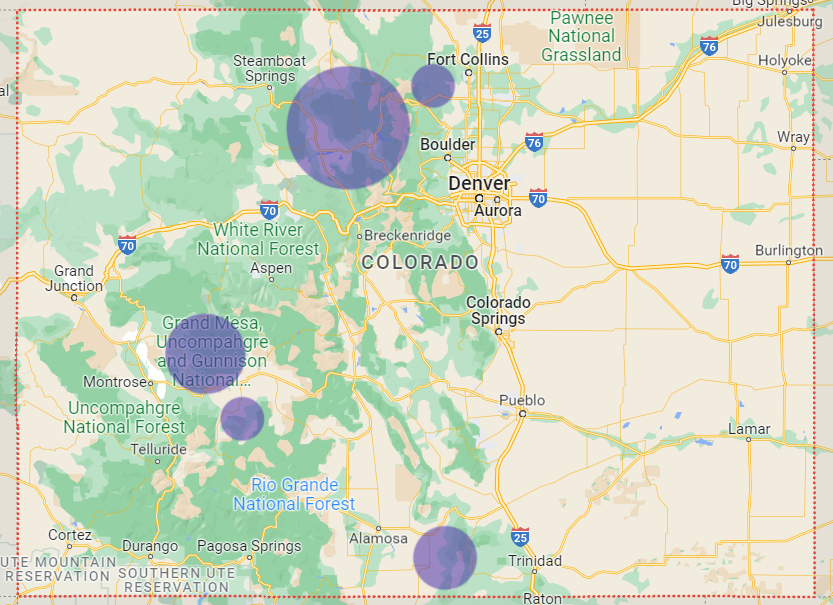 Big Springs
Julesburg
Pawnee
National
Grassland
25
76
Holyoke
Fort Collins
Steamboat
Springs
al
Wray
76
Boulder
Denver
70
Aurora
70
White River
National Forest
Breckenridge
70
Burlington
70
COLORADO
Aspen
Grand
Junction
Colorado
Springs
Grand Mesa,
Uncompahgre
and Gunnison
National...
Montrose
Pueblo
Uncompahgre
National Forest
Lamar
Telluride
Rio Grande
National Forest
Cortez
Alamosa
25
Durango
Pagosa Springs
Trinidad
UTE MOUNTAIN
RESERVATION
SOUTHERN UTE
RESERVATION
Raton